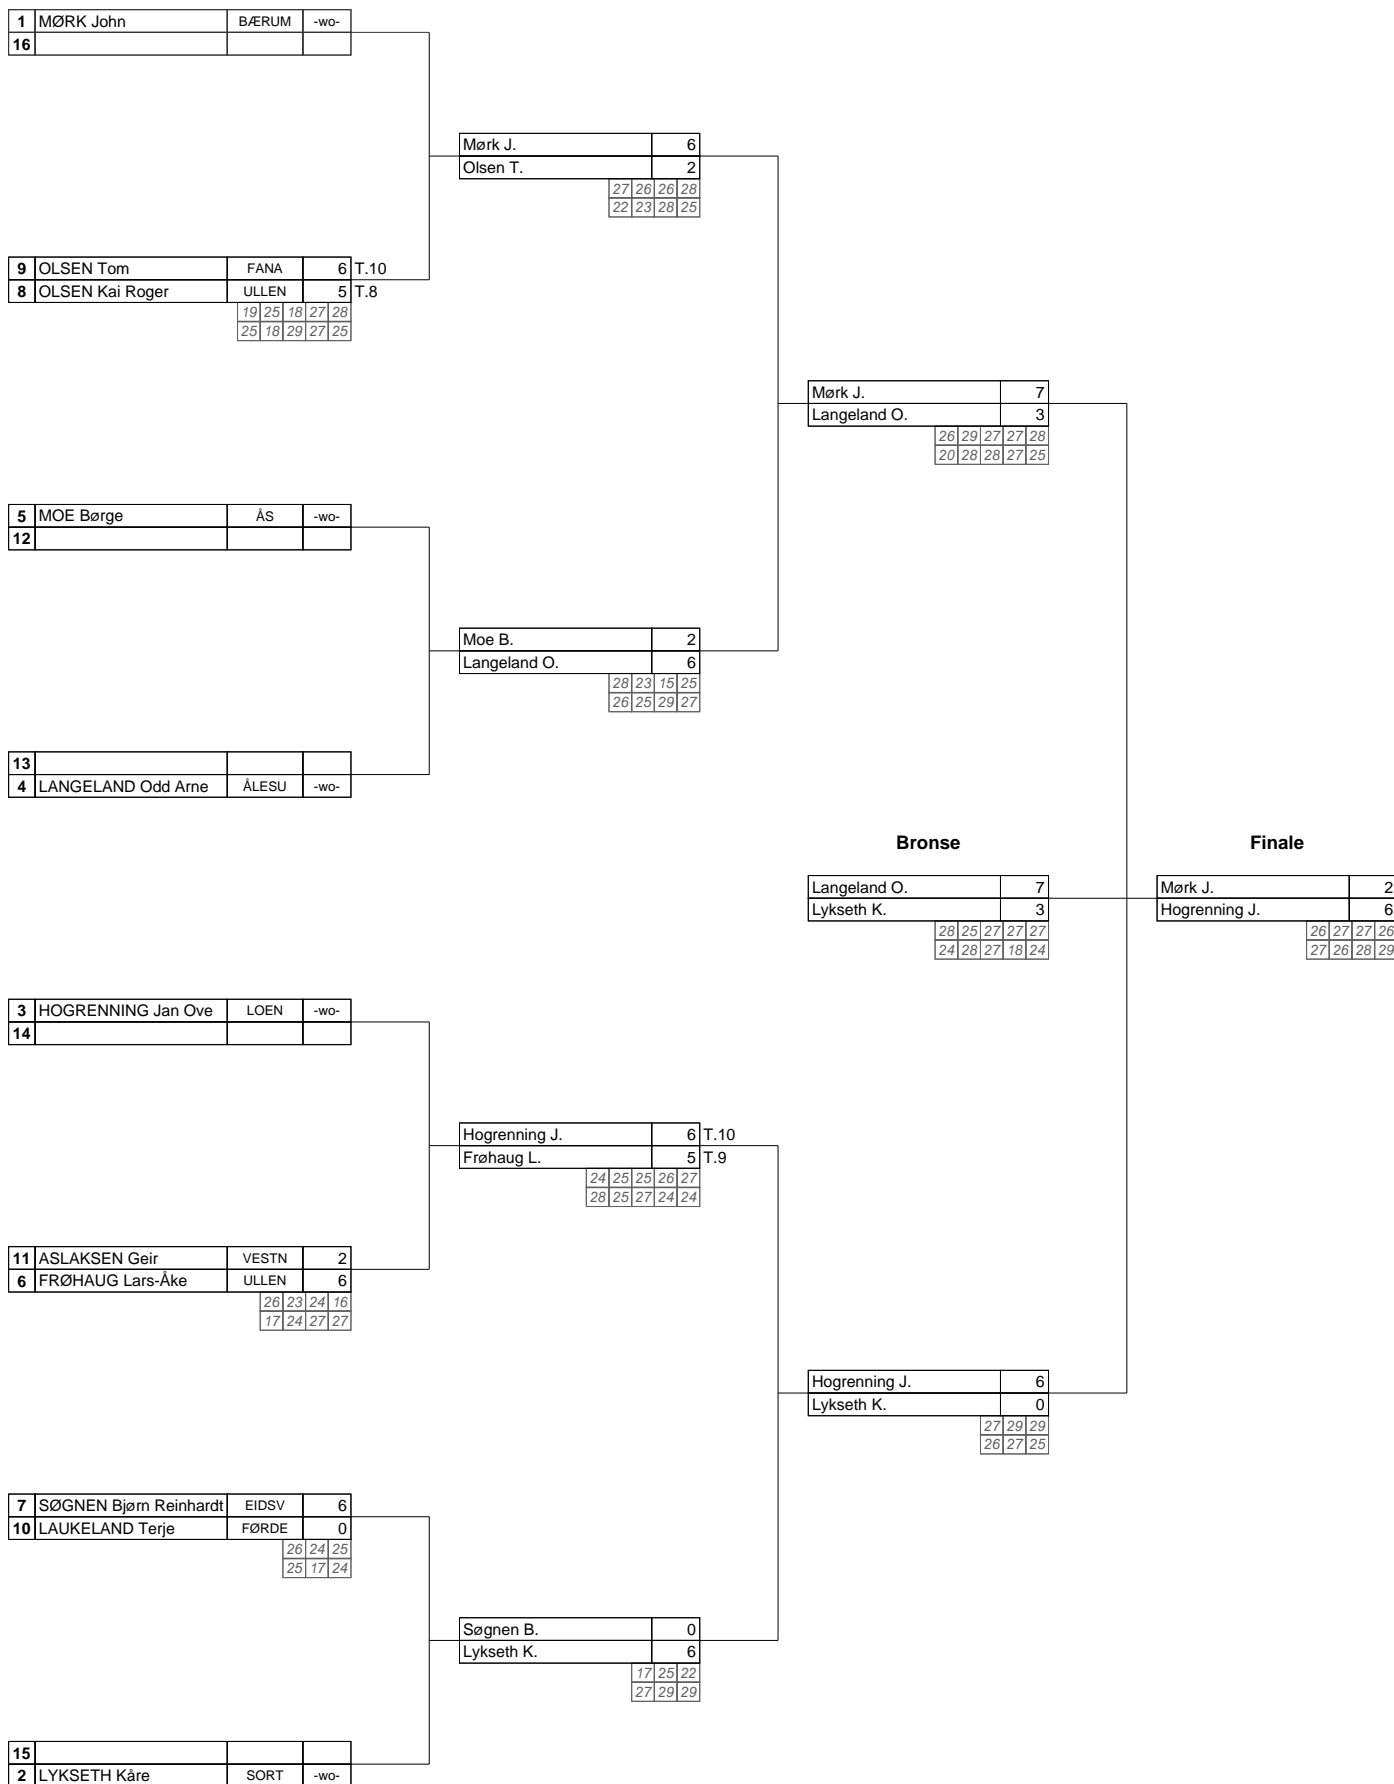 1 MØRK John BÆRUM -wo-
16
Mørk J. 6
Olsen T. 2
27 26 26 28
22 23 28 25
9 OLSEN Tom FANA 6 T.10
8 OLSEN Kai Roger ULLEN 5 T.8
19 25 18 27 28
25 18 29 27 25
Mørk J. 7
Langeland O. 3
26 29 27 27 28
20 28 28 27 25
5 MOE Børge ÅS -wo-
12
Moe B. 2
Langeland O. 6
28 23 15 25
26 25 29 27
13
4 LANGELAND Odd Arne ÅLESU -wo-
Bronse Finale
Langeland O. 7 Mørk J. 2
Lykseth K. 3 Hogrenning J. 6
28 25 27 27 27 26 27 27 26
24 28 27 18 24 27 26 28 29
3 HOGRENNING Jan Ove LOEN -wo-
14
Hogrenning J. 6 T.10
Frøhaug L. 5 T.9
24 25 25 26 27
28 25 27 24 24
11 ASLAKSEN Geir VESTN 2
6 FRØHAUG Lars-Åke ULLEN 6
26 23 24 16
17 24 27 27
Hogrenning J. 6
Lykseth K. 0
27 29 29
26 27 25
7 SØGNEN Bjørn Reinhardt EIDSV 6
10 LAUKELAND Terje FØRDE 0
26 24 25
25 17 24
Søgnen B. 0
Lykseth K. 6
17 25 22
27 29 29
15
2 LYKSETH Kåre SORT -wo-